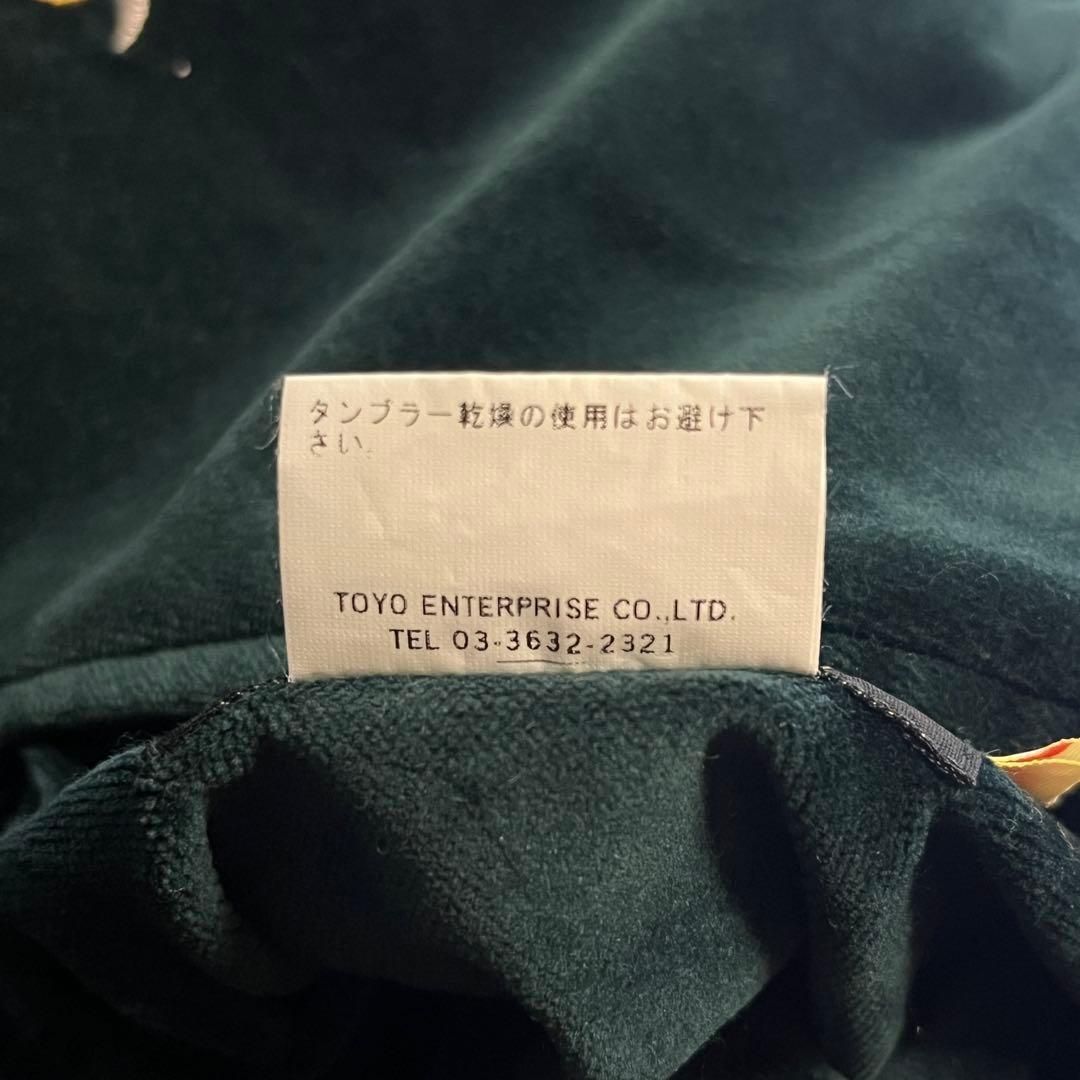 タンブラー乾燥の使用はお避け下
さい。
TOYO ENTERPRISE CO.,LTD.
TEL 03-3632-2321